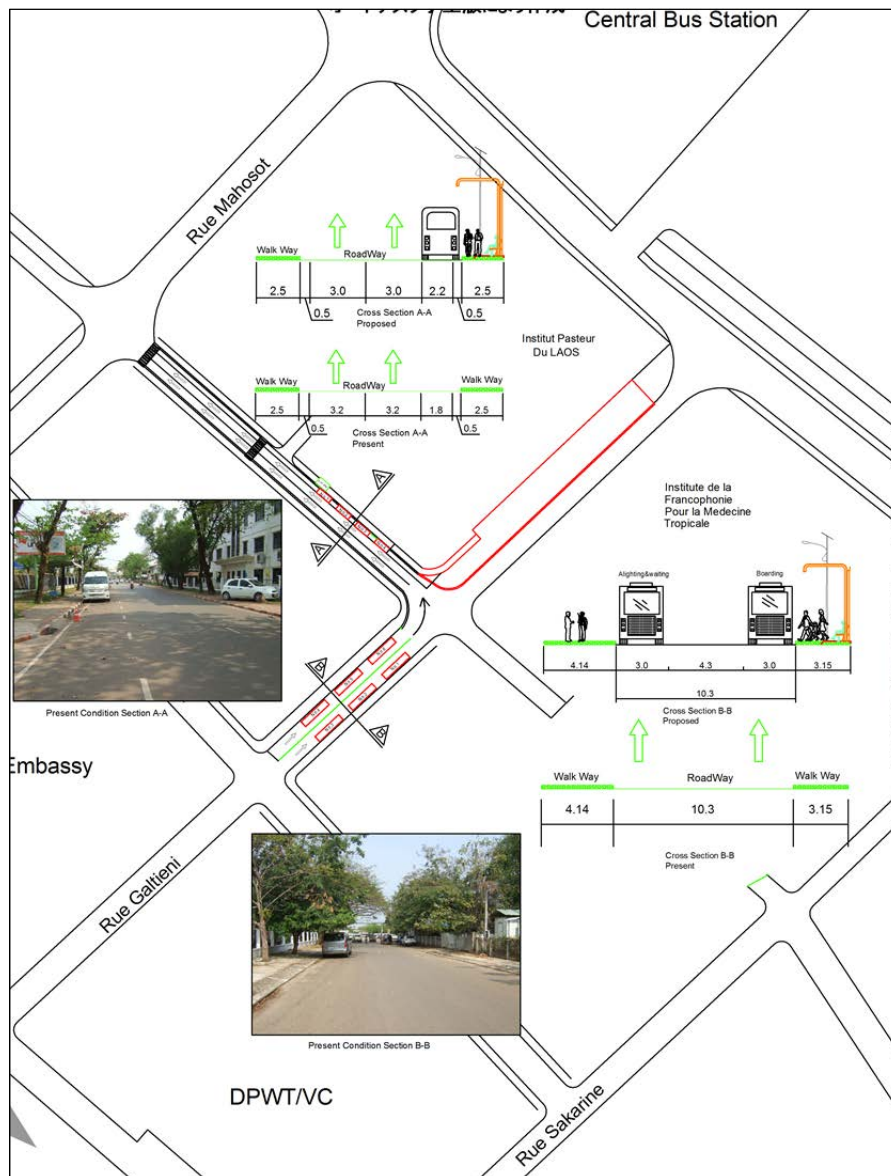 Central Bus Station
Rue Mahosot
Walk Way
RoadWay
2.5
3.0
3.0
2.2
2.5
0.5
Cross Section A-A
Proposed
0.5
Institut Pasteur
Du LAOS
Walk Way
RoadWay
Walk Way
2.5
3.2
3.2
1.8
2.5
0.5
Cross Section A-A
Present
0.5
A
A
Institute de la
Francophonie
Pour la Medecine
Tropicale
Alighting&waiting
Boarding
4.14
3.0
4.3
3.0
3.15
10.3
Cross Section B-B
Proposed
Present Condition Section A-A
B
B
Embassy
Walk Way
RoadWay
Walk Way
4.14
10.3
3.15
Cross Section B-B
Present
Rue Galtieni
Present Condition Section B-B
DPWT/VC
Rue Sakarine